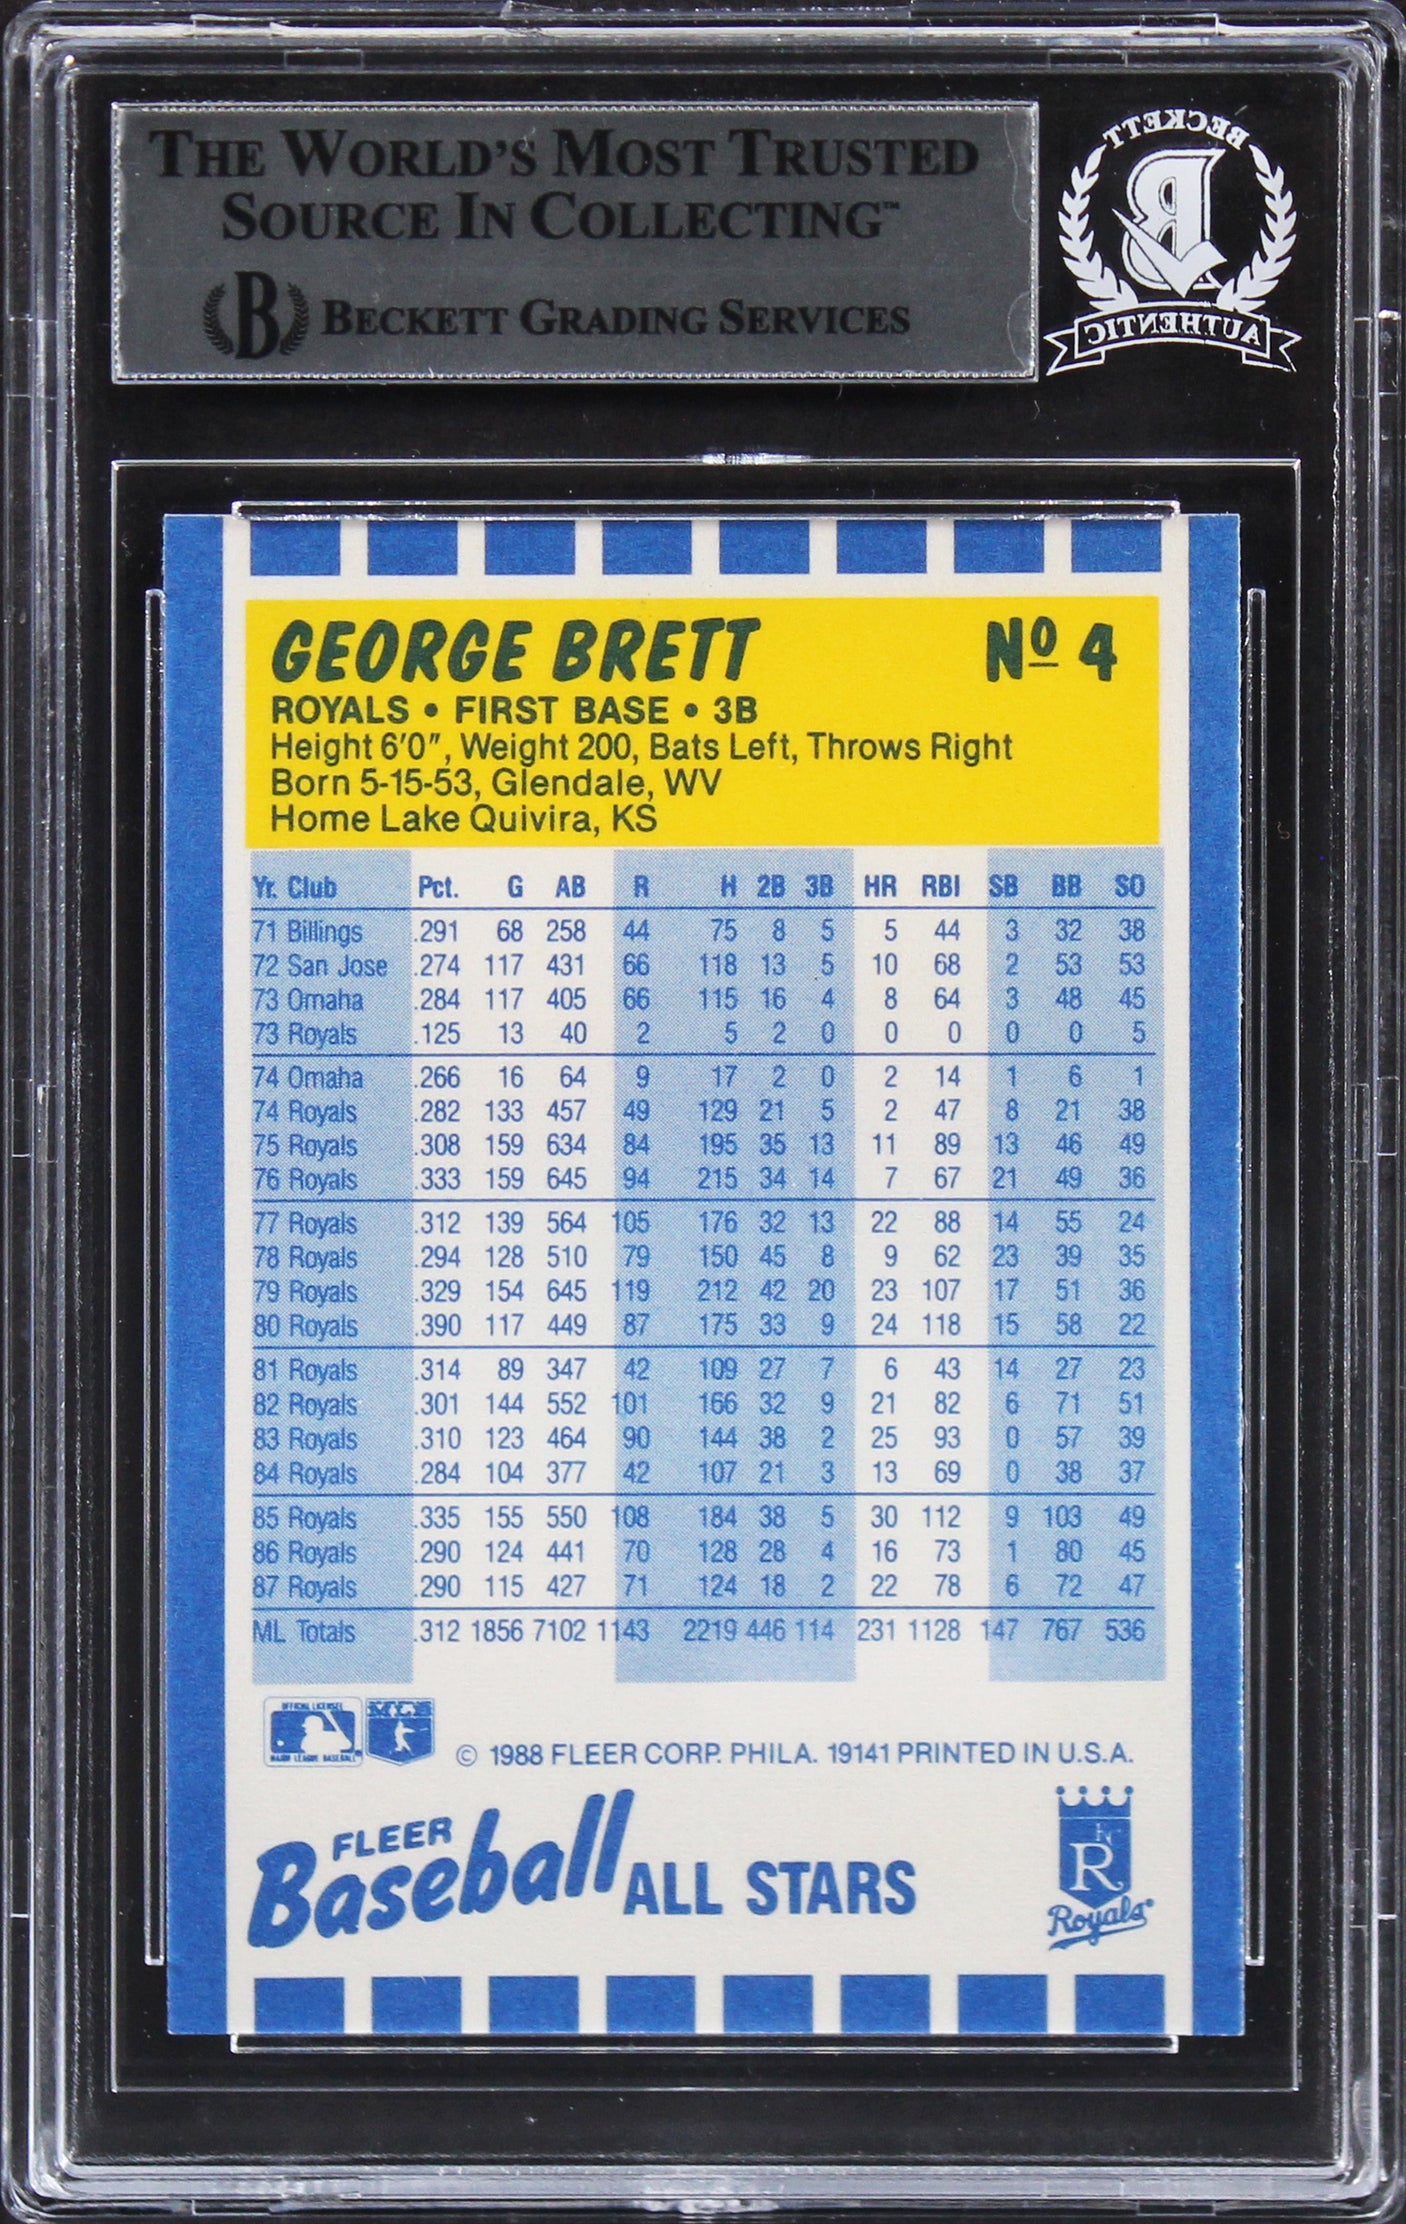 THE WORLD'S MOST TRUSTED
SOURCE IN COLLECTING™
B BECKETT GRADING SERVICES
BECKETT
B
AUTHENTIC
GEORGE BRETT Nº 4
ROYALS • FIRST BASE • 3B
Height 6'0", Weight 200, Bats Left, Throws Right
Born 5-15-53, Glendale, WV
Home Lake Quivira, KS
Yr. Club Pct. G AB R H 2B 3B HR RBI SB BB SO
71 Billings .291 68 258 44 75 8 5 5 44 3 32 38
72 San Jose .274 117 431 66 118 13 5 10 68 2 53 53
73 Omaha .284 117 405 66 115 16 4 8 64 3 48 45
73 Royals .125 13 40 2 5 2 0 0 0 0 0 5
74 Omaha .266 16 64 9 17 2 0 2 14 1 6 1
74 Royals .282 133 457 49 129 21 5 2 47 8 21 38
75 Royals .308 159 634 84 195 35 13 11 89 13 46 49
76 Royals .333 159 645 94 215 34 14 7 67 21 49 36
77 Royals .312 139 564 105 176 32 13 22 88 14 55 24
78 Royals .294 128 510 79 150 45 8 9 62 23 39 35
79 Royals .329 154 645 119 212 42 20 23 107 17 51 36
80 Royals .390 117 449 87 175 33 9 24 118 15 58 22
81 Royals .314 89 347 42 109 27 7 6 43 14 27 23
82 Royals .301 144 552 101 166 32 9 21 82 6 71 51
83 Royals .310 123 464 90 144 38 2 25 93 0 57 39
84 Royals .284 104 377 42 107 21 3 13 69 0 38 37
85 Royals .335 155 550 108 184 38 5 30 112 9 103 49
86 Royals .290 124 441 70 128 28 4 16 73 1 80 45
87 Royals .290 115 427 71 124 18 2 22 78 6 72 47
ML Totals .312 1856 7102 1143 2219 446 114 231 1128 147 767 536
OFFICIAL LICENSEE
MAJOR LEAGUE BASEBALL
© 1988 FLEER CORP. PHILA. 19141 PRINTED IN U.S.A.
FLEER
Baseball ALL STARS
KC
R
Royals